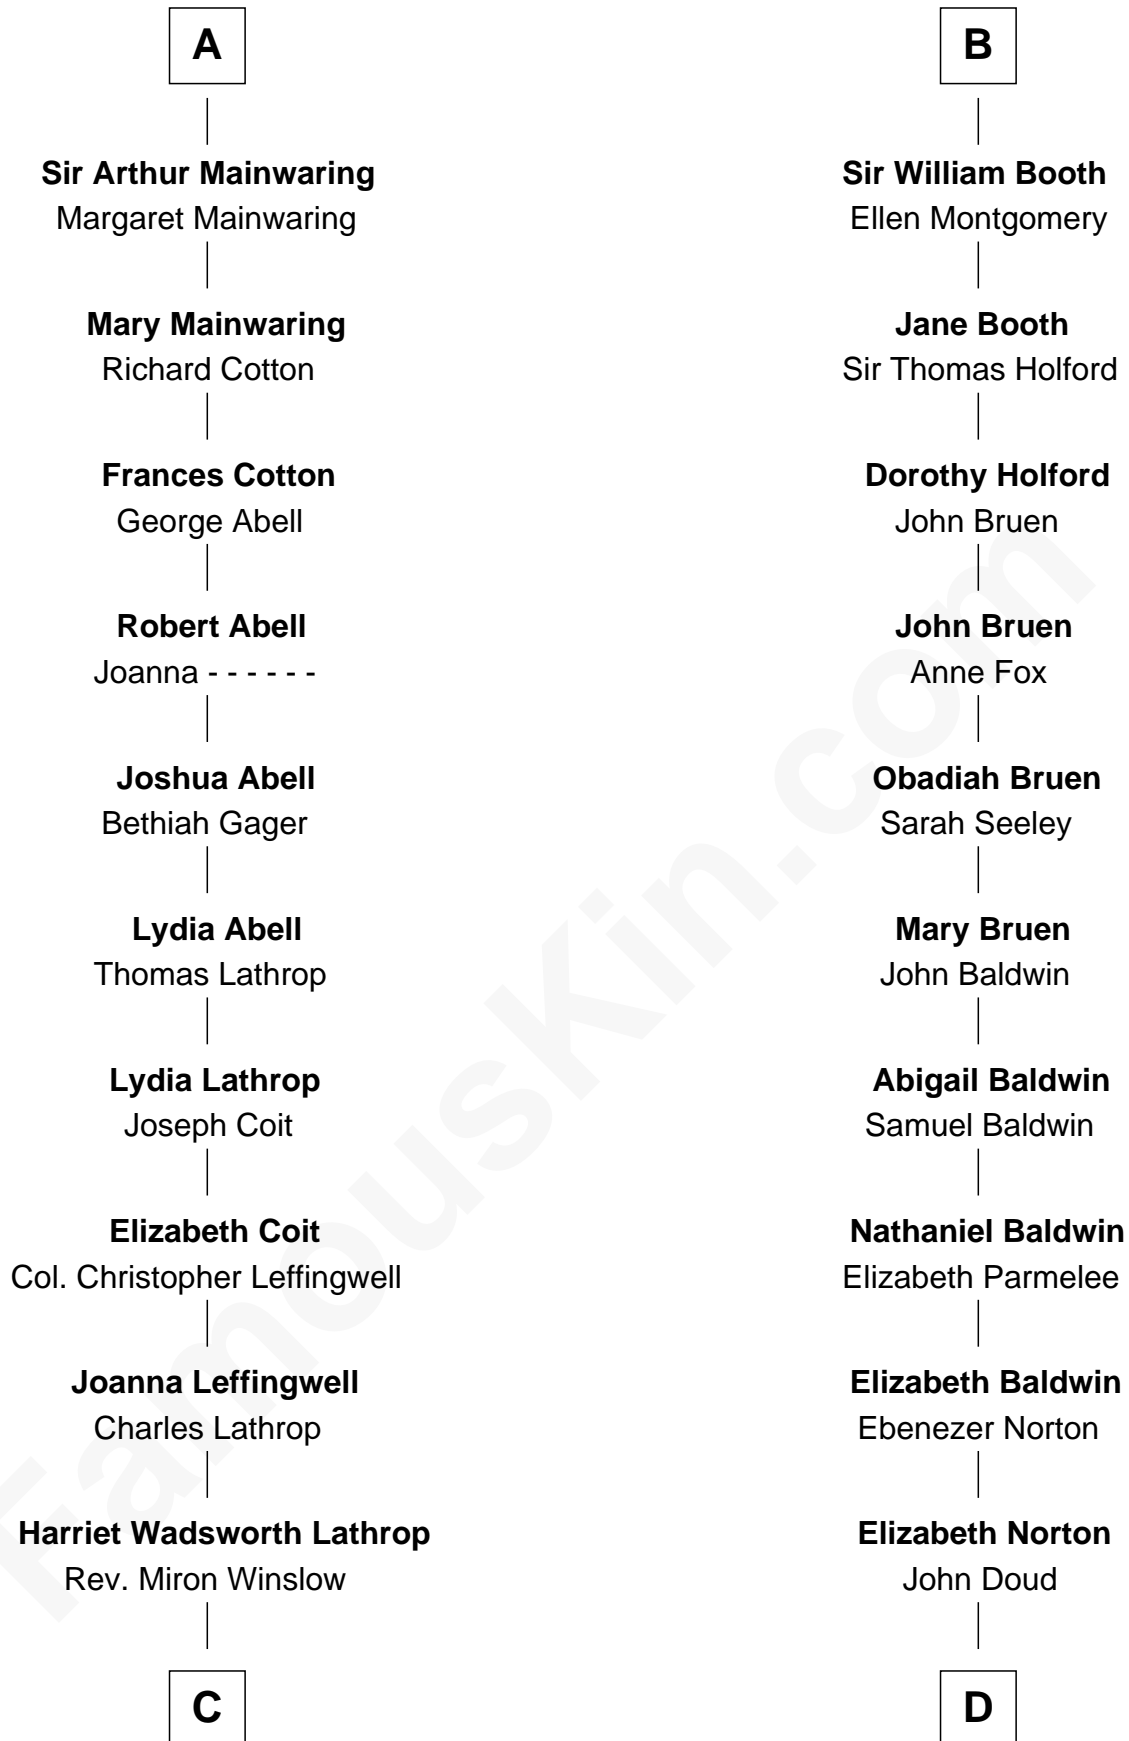 A
Sir Arthur Mainwaring
Margaret Mainwaring
Mary Mainwaring
Richard Cotton
Frances Cotton
George Abell
Robert Abell
Joanna - - - - - -
Joshua Abell
Bethiah Gager
Lydia Abell
Thomas Lathrop
Lydia Lathrop
Joseph Coit
Elizabeth Coit
Col. Christopher Leffingwell
Joanna Leffingwell
Charles Lathrop
Harriet Wadsworth Lathrop
Rev. Miron Winslow
C
B
Sir William Booth
Ellen Montgomery
Jane Booth
Sir Thomas Holford
Dorothy Holford
John Bruen
John Bruen
Anne Fox
Obadiah Bruen
Sarah Seeley
Mary Bruen
John Baldwin
Abigail Baldwin
Samuel Baldwin
Nathaniel Baldwin
Elizabeth Parmelee
Elizabeth Baldwin
Ebenezer Norton
Elizabeth Norton
John Doud
D
FamousKin.com